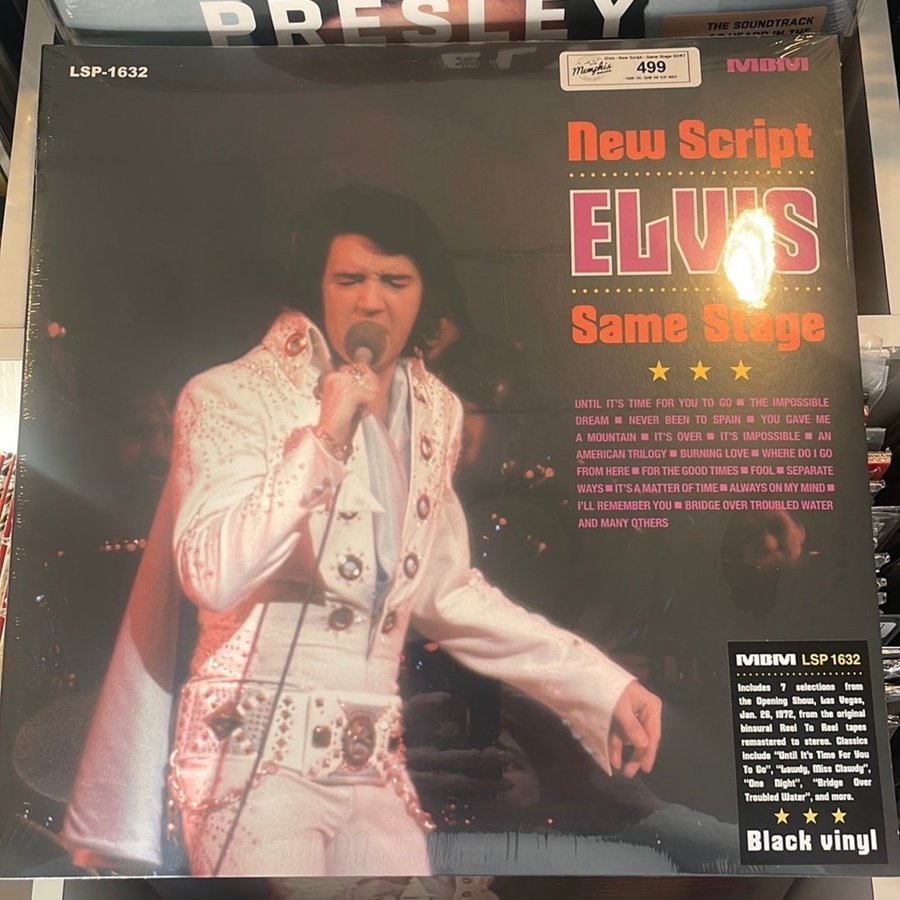 PRESLEY
THE SOUNDTRACK
LSP-1632
Elvis - New Script - Same Stage
Memphis
499
MBM
New Script
ELVIS
Same Stage
UNTIL IT'S TIME FOR YOU TO GO ■ THE IMPOSSIBLE
DREAM ■ NEVER BEEN TO SPAIN ■ YOU GAVE ME
A MOUNTAIN ■ IT'S OVER ■ IT'S IMPOSSIBLE ■ AN
AMERICAN TRILOGY ■ BURNING LOVE ■ WHERE DO I GO
FROM HERE ■ FOR THE GOOD TIMES ■ FOOL ■ SEPARATE
WAYS ■ IT'S A MATTER OF TIME ■ ALWAYS ON MY MIND ■
I'LL REMEMBER YOU ■ BRIDGE OVER TROUBLED WATER
AND MANY OTHERS
MBM LSP 1632
Includes 7 selections from
the Opening Show, Las Vegas,
Jan. 26, 1972, from the original
binaural Reel To Reel tapes
remastered to stereo. Classics
include "Until It's Time For You
To Go", "Lawdy, Miss Clawdy",
"One Night", "Bridge Over
Troubled Water", and more.
Black vinyl